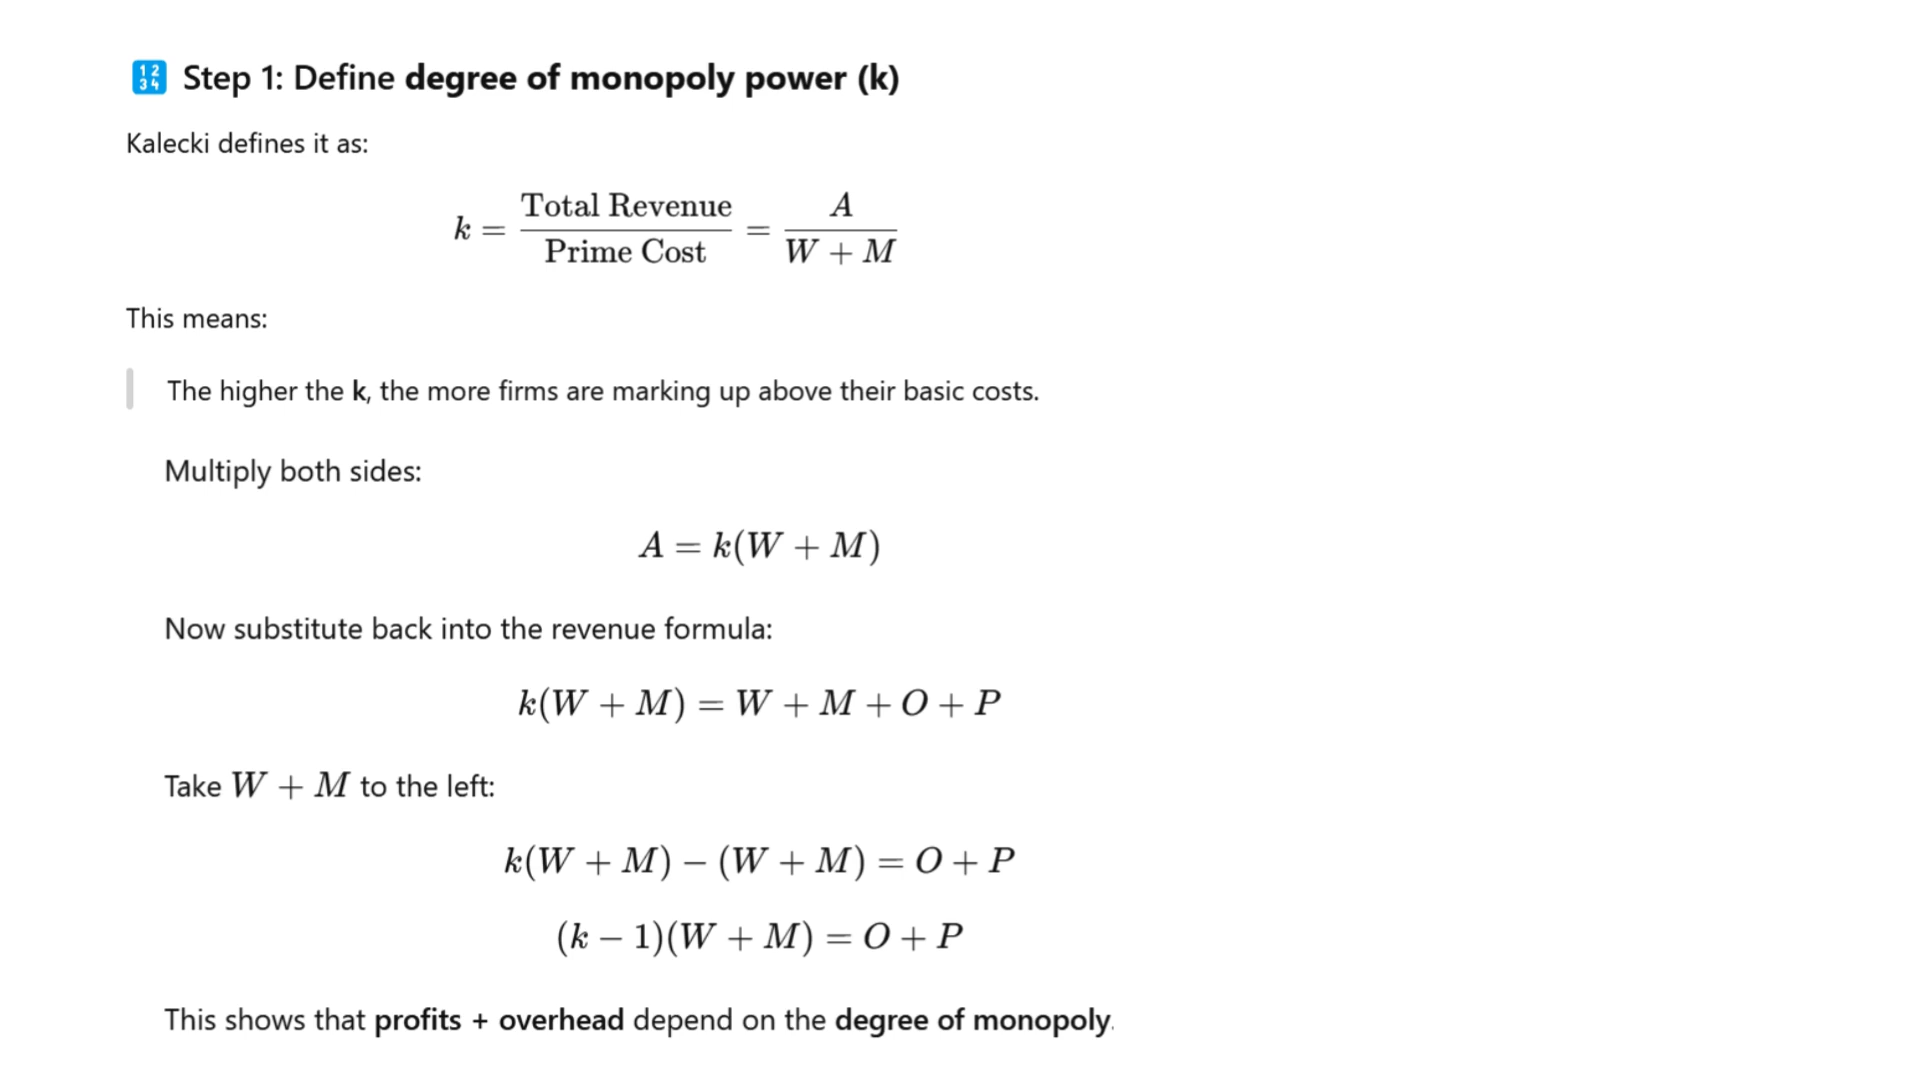 🔢 Step 1: Define degree of monopoly power (k)
Kalecki defines it as:
k = Total Revenue / Prime Cost = A / W + M
This means:
The higher the k, the more firms are marking up above their basic costs.
Multiply both sides:
A = k(W + M)
Now substitute back into the revenue formula:
k(W + M) = W + M + O + P
Take W + M to the left:
k(W + M) − (W + M) = O + P
(k − 1)(W + M) = O + P
This shows that profits + overhead depend on the degree of monopoly.